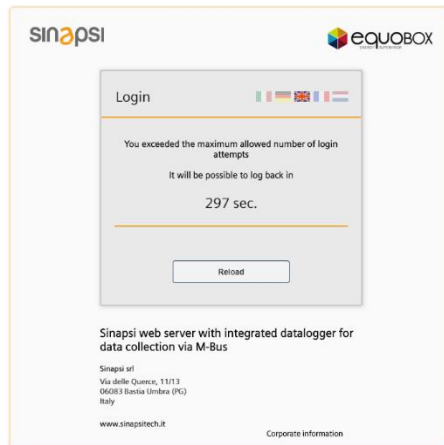 sinapsi
equoBOX
ENERGY AUTOMATION
Login
You exceeded the maximum allowed number of login
attempts
It will be possible to log back in
297 sec.
Reload
Sinapsi web server with integrated datalogger for
data collection via M-Bus
Sinapsi srl
Via delle Querce, 11/13
06083 Bastia Umbra (PG)
Italy
www.sinapsitech.it
Corporate information